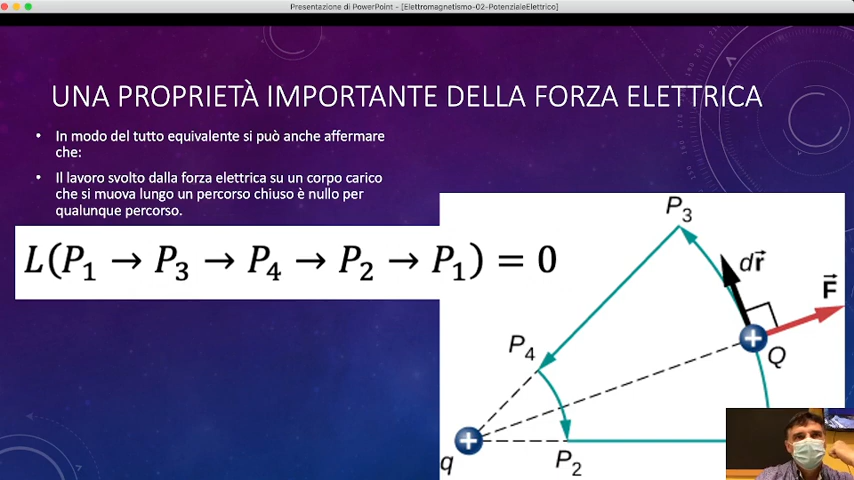 Presentazione di PowerPoint - [Elettromagnetismo-02-PotenzialeElettrico]
UNA PROPRIETÀ IMPORTANTE DELLA FORZA ELETTRICA
• In modo del tutto equivalente si può anche affermare
che:
• Il lavoro svolto dalla forza elettrica su un corpo carico
che si muova lungo un percorso chiuso è nullo per
qualunque percorso.
L(P₁ → P₃ → P₄ → P₂ → P₁) = 0
P₃
dr⃗
F⃗
P₄
Q
q
P₂